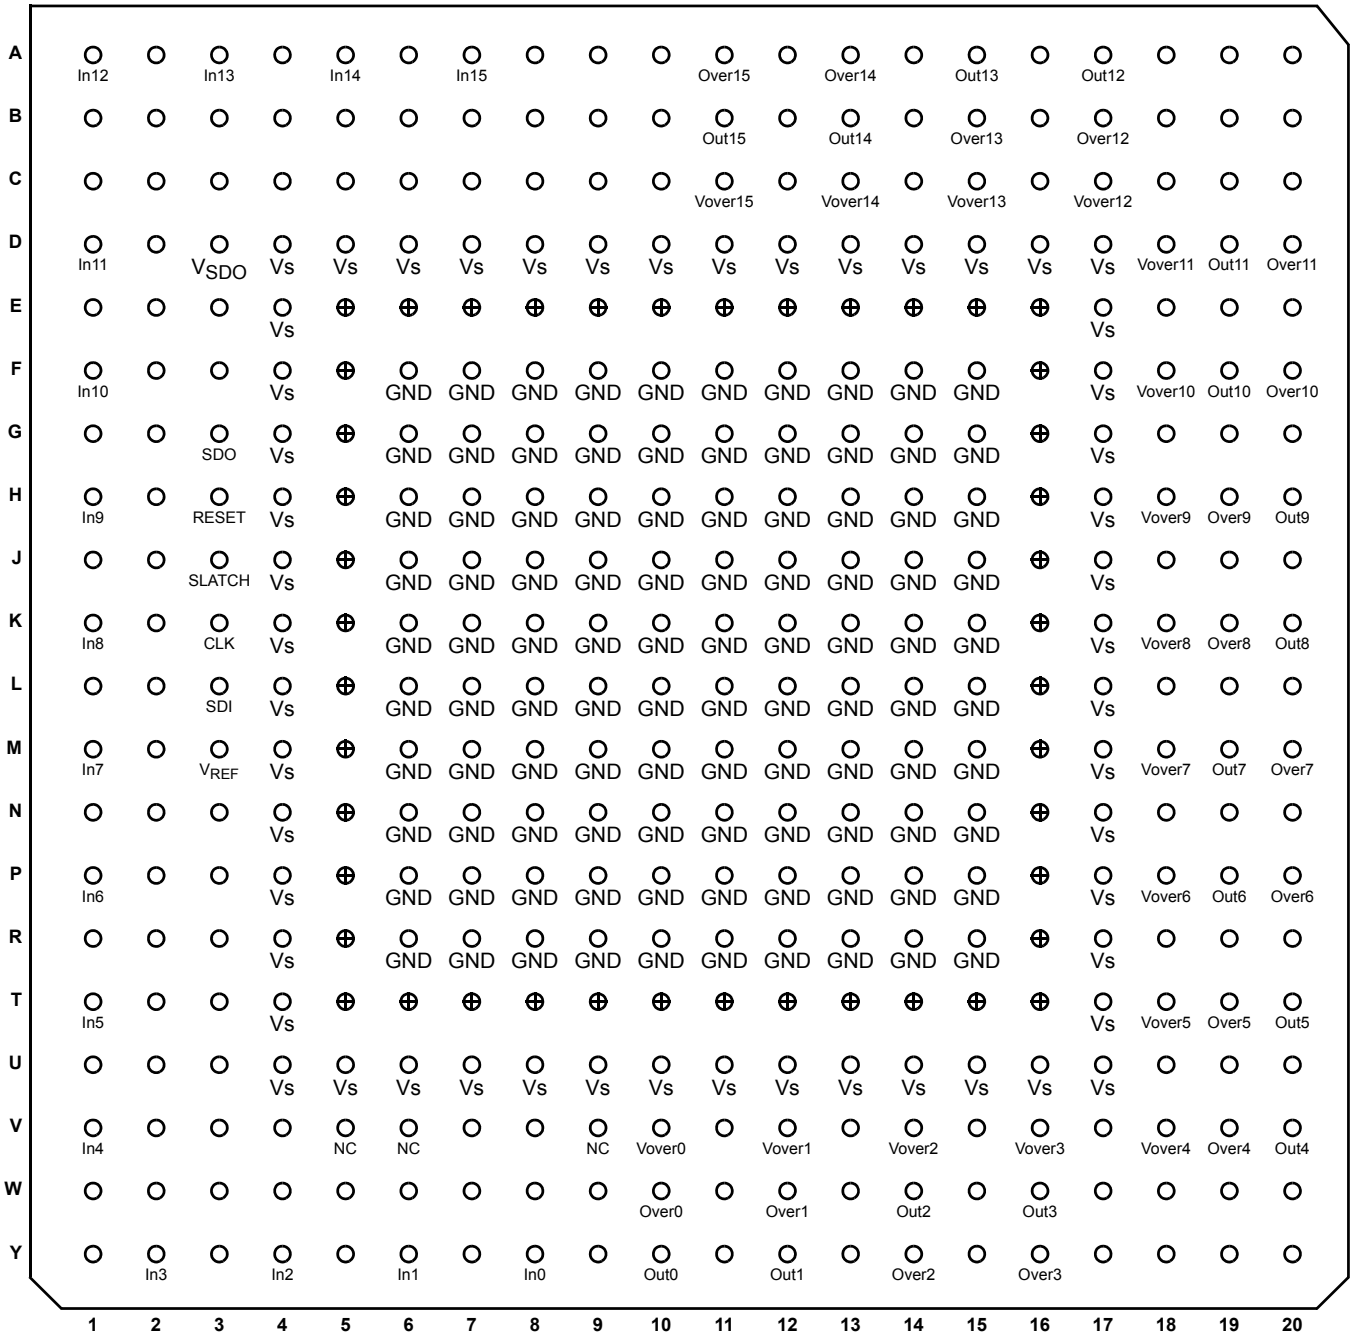 A
In12 In13 In14 In15 Over15 Over14 Out13 Out12
B
Out15 Out14 Over13 Over12
C
Vover15 Vover14 Vover13 Vover12
D
In11 VSDO Vs Vs Vs Vs Vs Vs Vs Vs Vs Vs Vs Vs Vs Vs Vover11 Out11 Over11
E
Vs Vs
F
In10 Vs GND GND GND GND GND GND GND GND GND GND Vs Vover10 Out10 Over10
G
SDO Vs GND GND GND GND GND GND GND GND GND GND Vs
H
In9 RESET Vs GND GND GND GND GND GND GND GND GND GND Vs Vover9 Over9 Out9
J
SLATCH Vs GND GND GND GND GND GND GND GND GND GND Vs
K
In8 CLK Vs GND GND GND GND GND GND GND GND GND GND Vs Vover8 Over8 Out8
L
SDI Vs GND GND GND GND GND GND GND GND GND GND Vs
M
In7 VREF Vs GND GND GND GND GND GND GND GND GND GND Vs Vover7 Out7 Over7
N
Vs GND GND GND GND GND GND GND GND GND GND Vs
P
In6 Vs GND GND GND GND GND GND GND GND GND GND Vs Vover6 Out6 Over6
R
Vs GND GND GND GND GND GND GND GND GND GND Vs
T
In5 Vs Vs Vover5 Over5 Out5
U
Vs Vs Vs Vs Vs Vs Vs Vs Vs Vs Vs Vs Vs Vs
V
In4 NC NC NC Vover0 Vover1 Vover2 Vover3 Vover4 Over4 Out4
W
Over0 Over1 Out2 Out3
Y
In3 In2 In1 In0 Out0 Out1 Over2 Over3
1 2 3 4 5 6 7 8 9 10 11 12 13 14 15 16 17 18 19 20